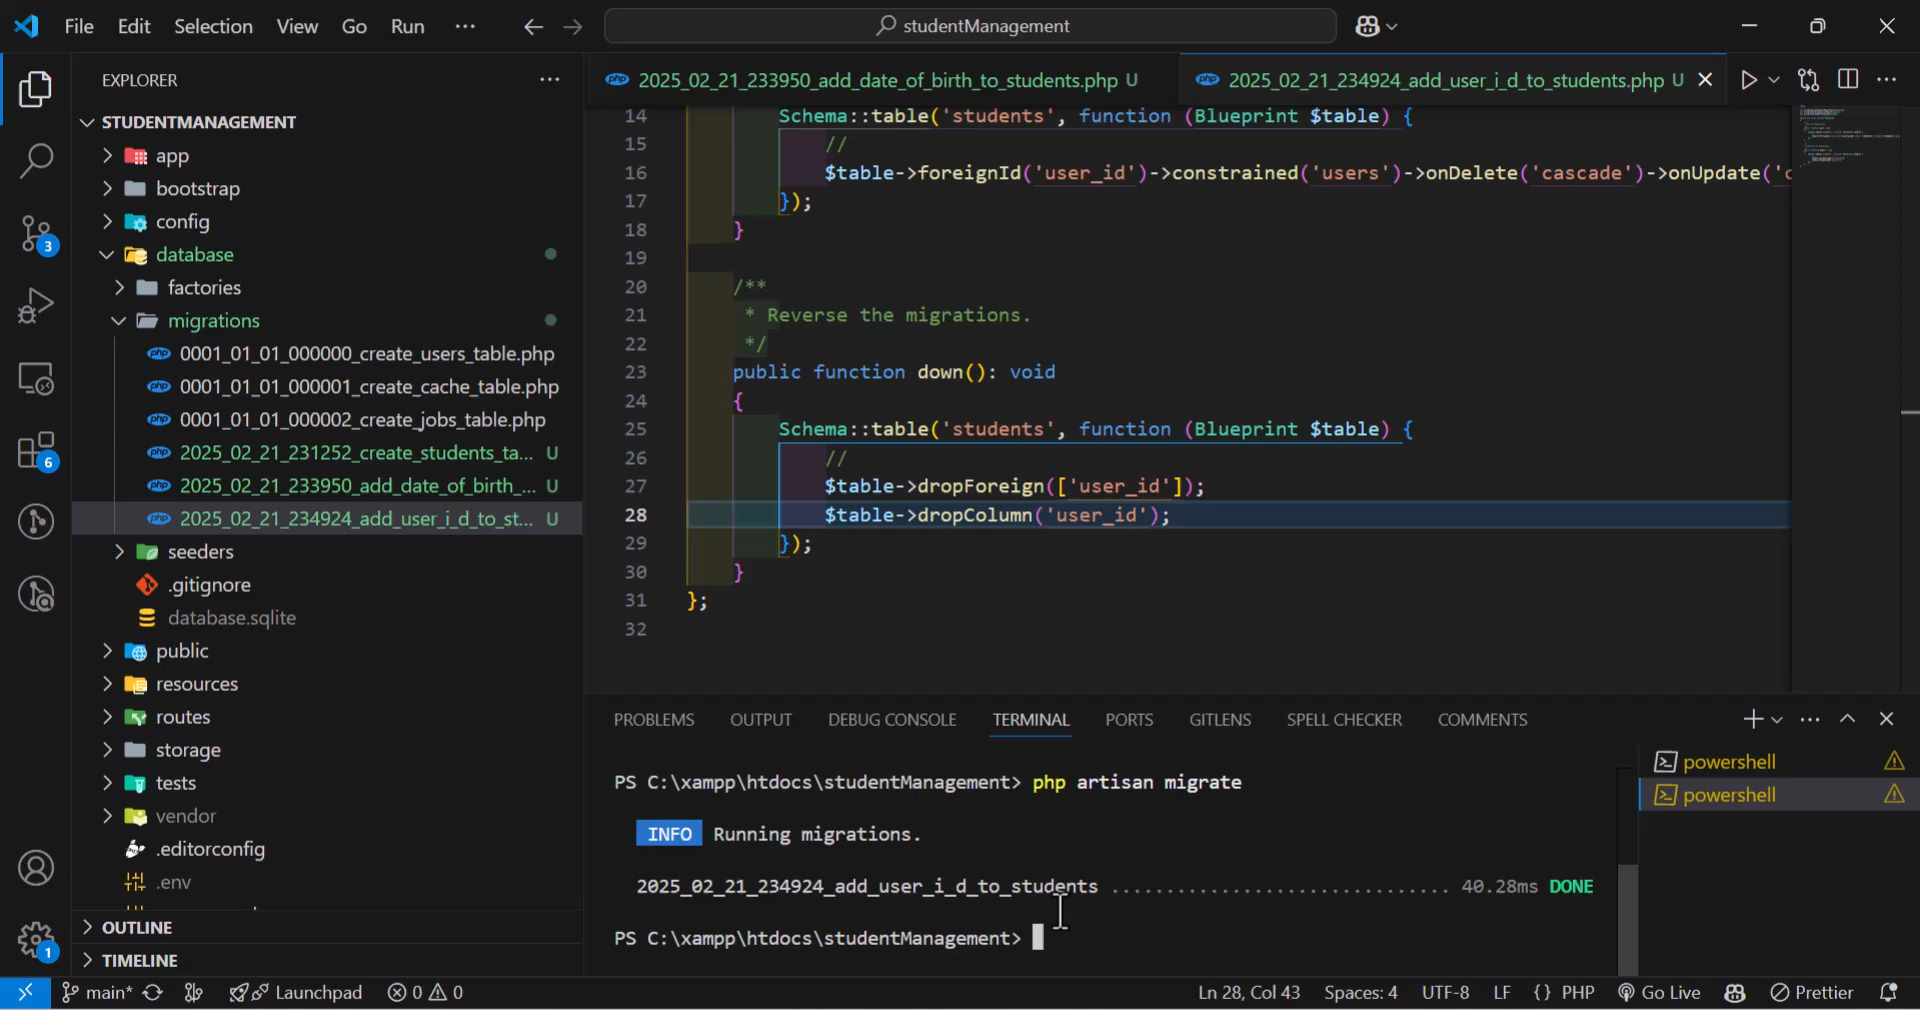 File Edit Selection View Go Run ···
studentManagement
EXPLORER ···
STUDENTMANAGEMENT
app
bootstrap
config
3
database
factories
migrations
0001_01_01_000000_create_users_table.php
0001_01_01_000001_create_cache_table.php
0001_01_01_000002_create_jobs_table.php
2025_02_21_231252_create_students_ta... U
6
2025_02_21_233950_add_date_of_birth_... U
2025_02_21_234924_add_user_i_d_to_st... U
seeders
.gitignore
database.sqlite
public
resources
routes
storage
tests
vendor
.editorconfig
.env
OUTLINE
1
TIMELINE
2025_02_21_233950_add_date_of_birth_to_students.php U
2025_02_21_234924_add_user_i_d_to_students.php U
14 Schema::table('students', function (Blueprint $table) {
15 //
16 $table->foreignId('user_id')->constrained('users')->onDelete('cascade')->onUpdate('c
17 });
18 }
19
20 /**
21 * Reverse the migrations.
22 */
23 public function down(): void
24 {
25 Schema::table('students', function (Blueprint $table) {
26 //
27 $table->dropForeign(['user_id']);
28 $table->dropColumn('user_id');
29 });
30 }
31 };
32
PROBLEMS OUTPUT DEBUG CONSOLE TERMINAL PORTS GITLENS SPELL CHECKER COMMENTS
PS C:\xampp\htdocs\studentManagement> php artisan migrate
INFO Running migrations.
2025_02_21_234924_add_user_i_d_to_students ............................... 40.28ms DONE
PS C:\xampp\htdocs\studentManagement>
powershell
powershell
main* Launchpad 0 0 Ln 28, Col 43 Spaces: 4 UTF-8 LF {} PHP Go Live Prettier